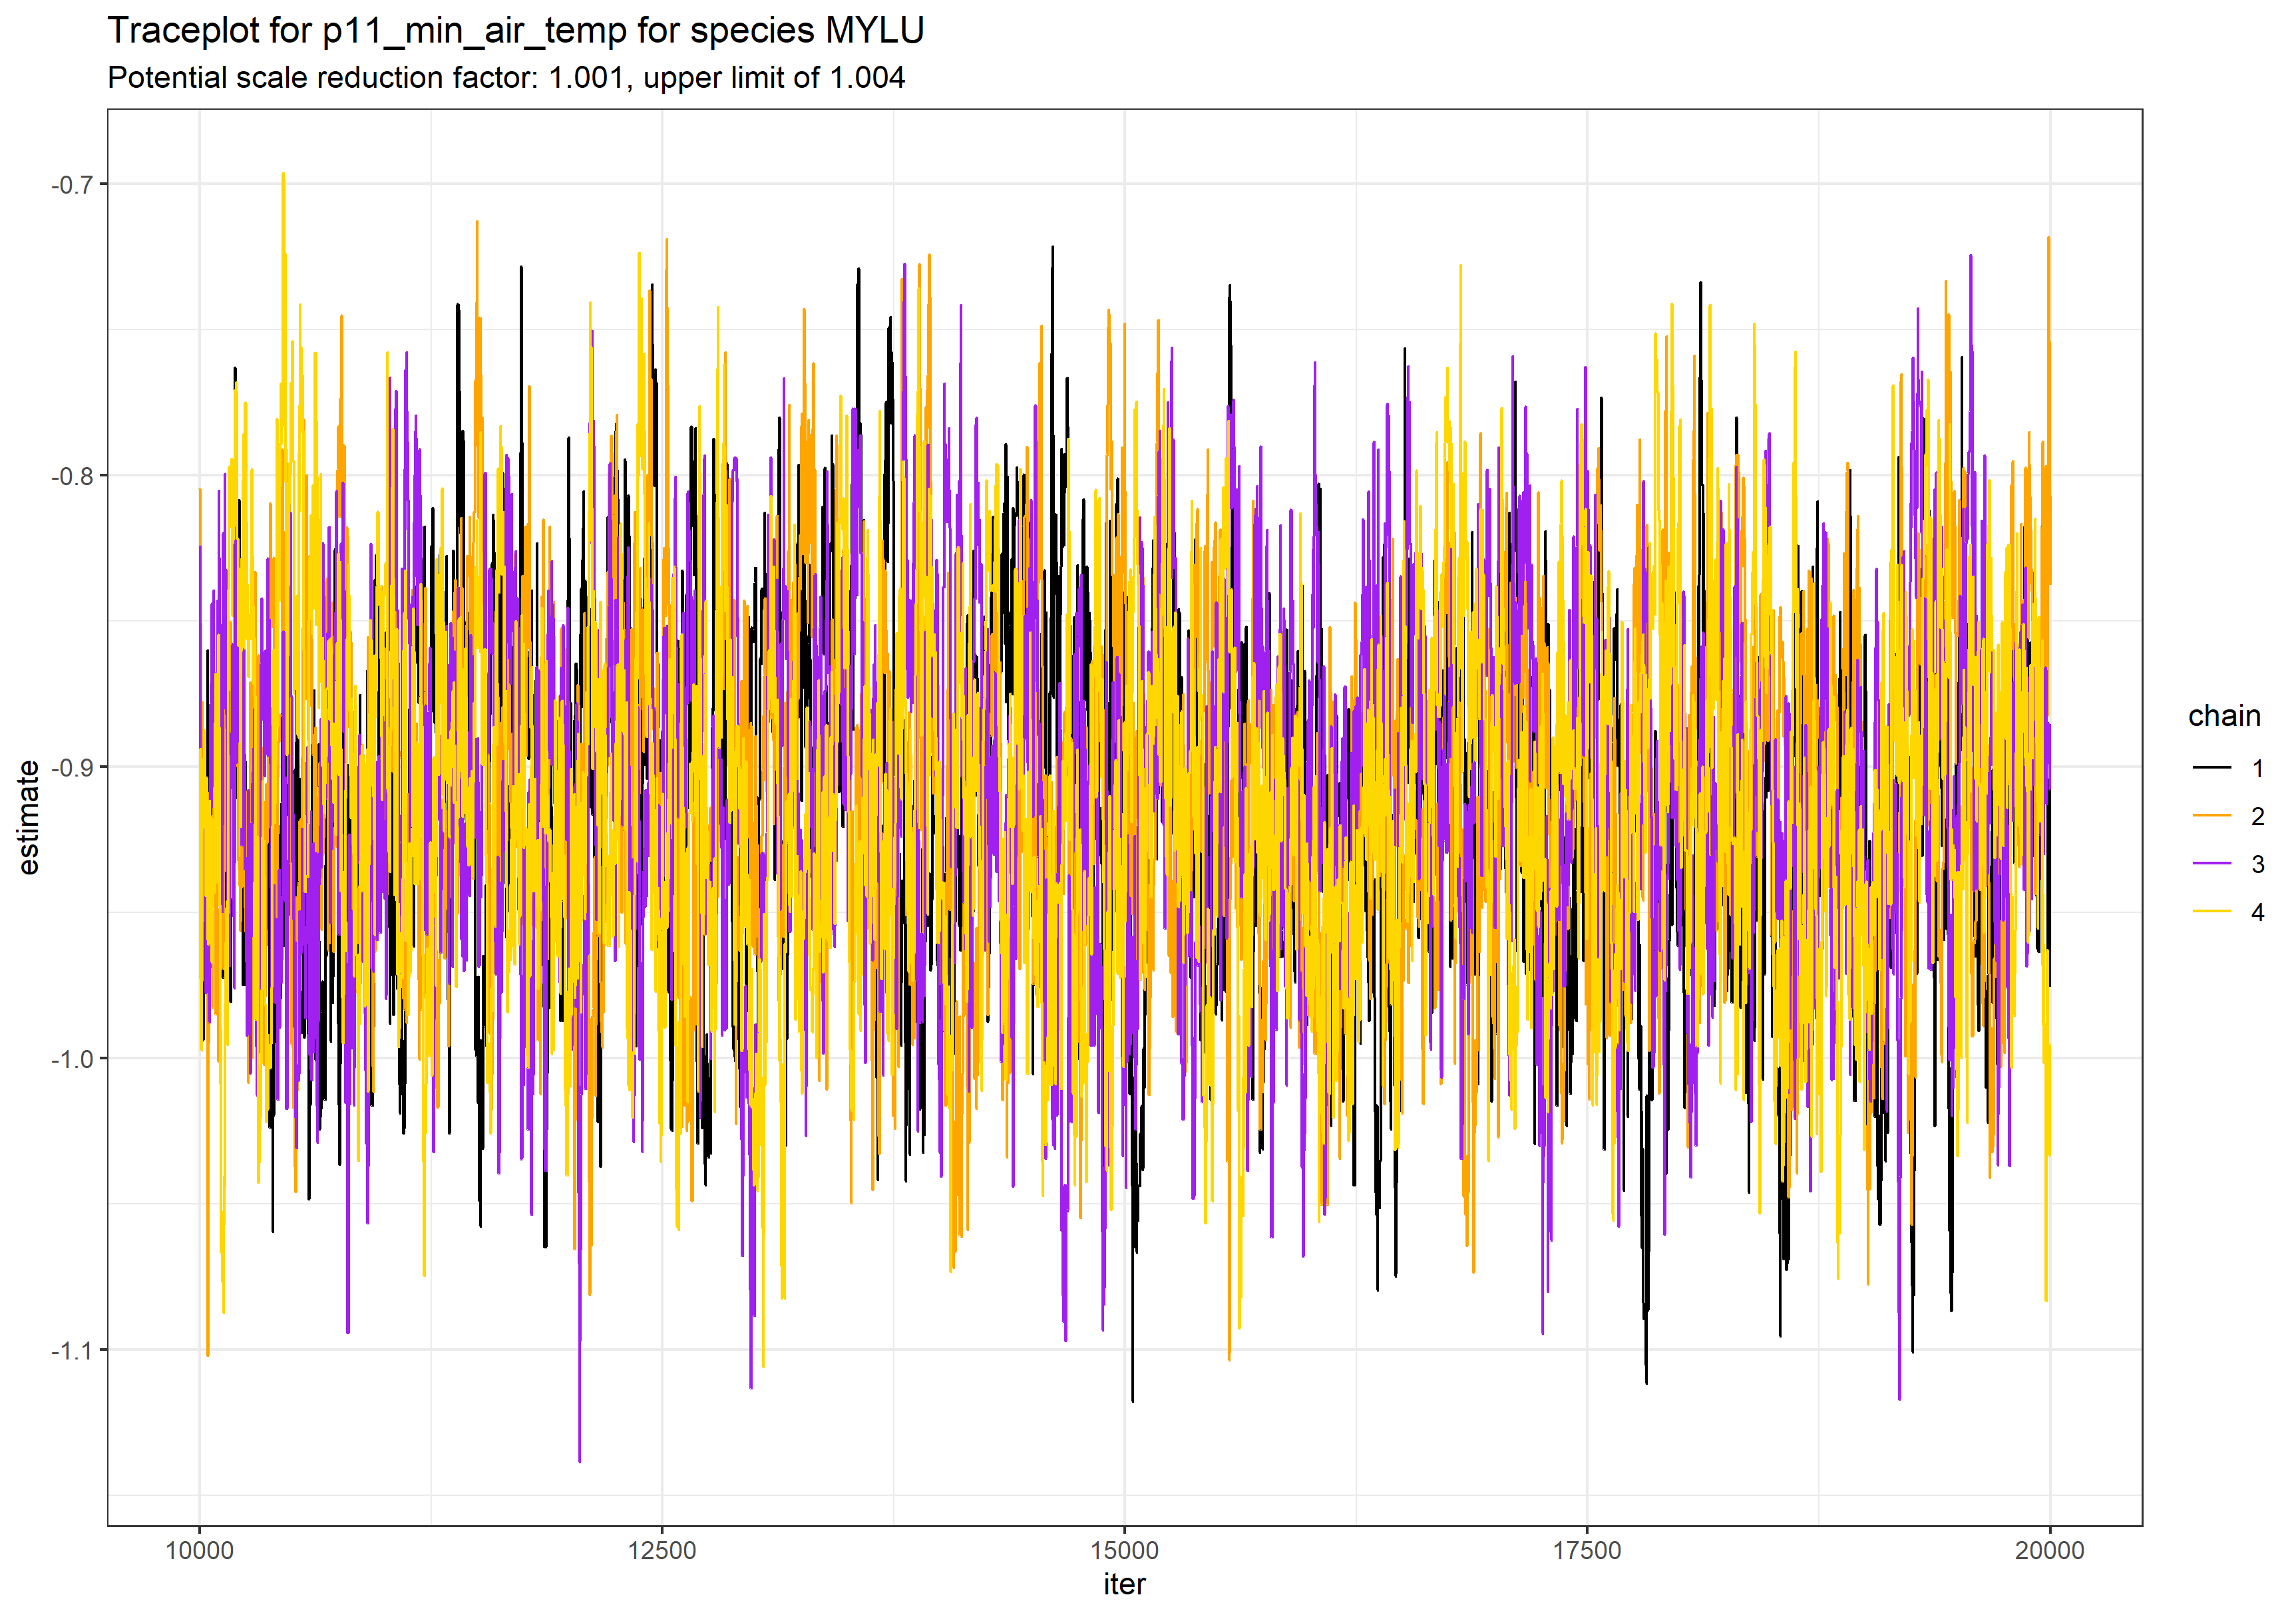 Traceplot for p11_min_air_temp for species MYLU
Potential scale reduction factor: 1.001, upper limit of 1.004
-0.7
-0.8
-0.9
-1.0
-1.1
estimate
10000 12500 15000 17500 20000
iter
chain
1
2
3
4